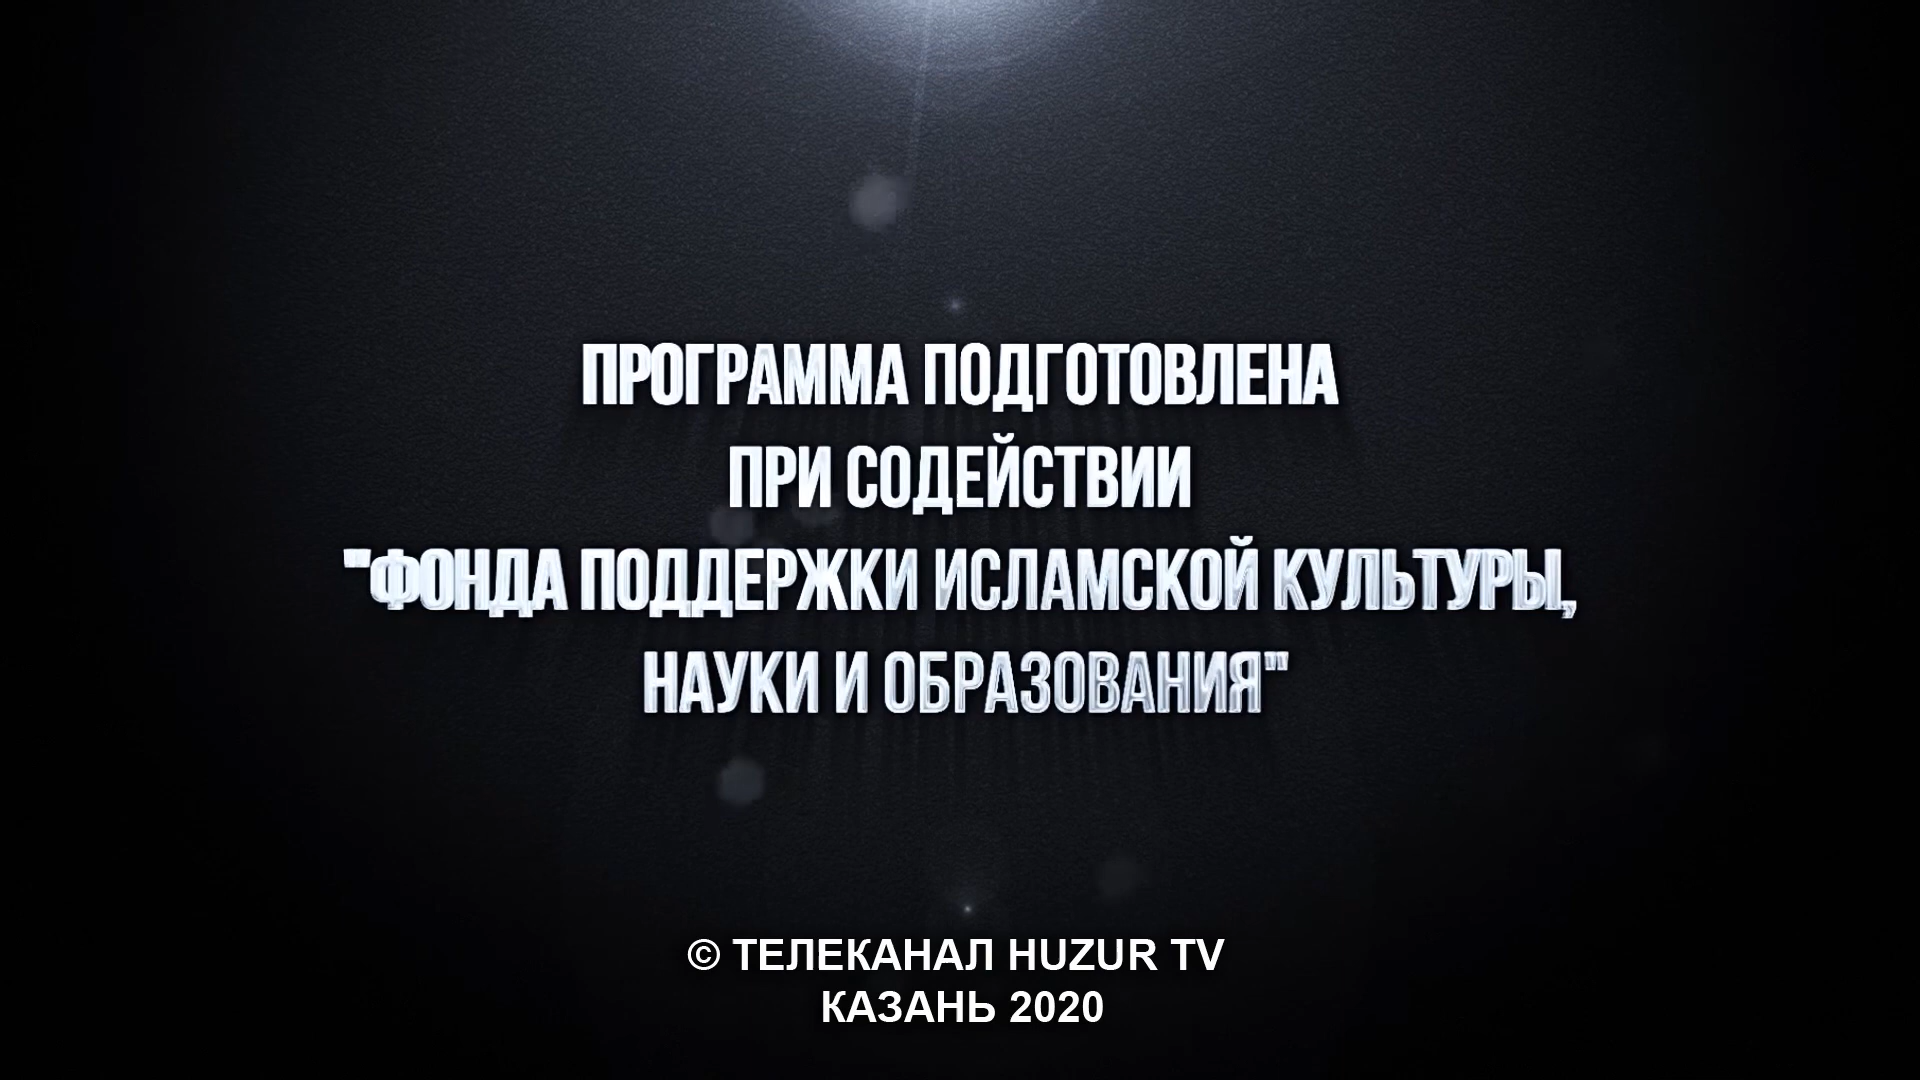 ПРОГРАММА ПОДГОТОВЛЕНА
ПРИ СОДЕЙСТВИИ
"ФОНДА ПОДДЕРЖКИ ИСЛАМСКОЙ КУЛЬТУРЫ,
НАУКИ И ОБРАЗОВАНИЯ"
© ТЕЛЕКАНАЛ HUZUR TV
КАЗАНЬ 2020